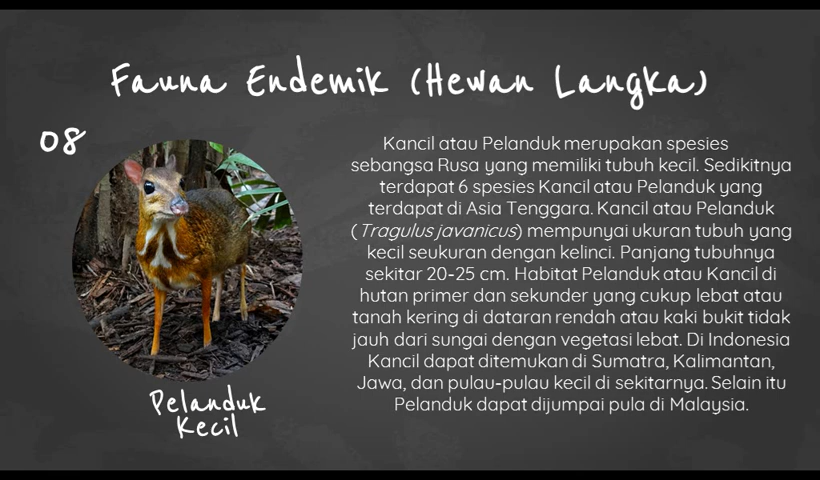 Fauna Endemik (Hewan Langka)
08
Kancil atau Pelanduk merupakan spesies
sebangsa Rusa yang memiliki tubuh kecil. Sedikitnya
terdapat 6 spesies Kancil atau Pelanduk yang
terdapat di Asia Tenggara. Kancil atau Pelanduk
(Tragulus javanicus) mempunyai ukuran tubuh yang
kecil seukuran dengan kelinci. Panjang tubuhnya
sekitar 20-25 cm. Habitat Pelanduk atau Kancil di
hutan primer dan sekunder yang cukup lebat atau
tanah kering di dataran rendah atau kaki bukit tidak
jauh dari sungai dengan vegetasi lebat. Di Indonesia
Kancil dapat ditemukan di Sumatra, Kalimantan,
Jawa, dan pulau-pulau kecil di sekitarnya. Selain itu
Pelanduk dapat dijumpai pula di Malaysia.
Pelanduk
Kecil